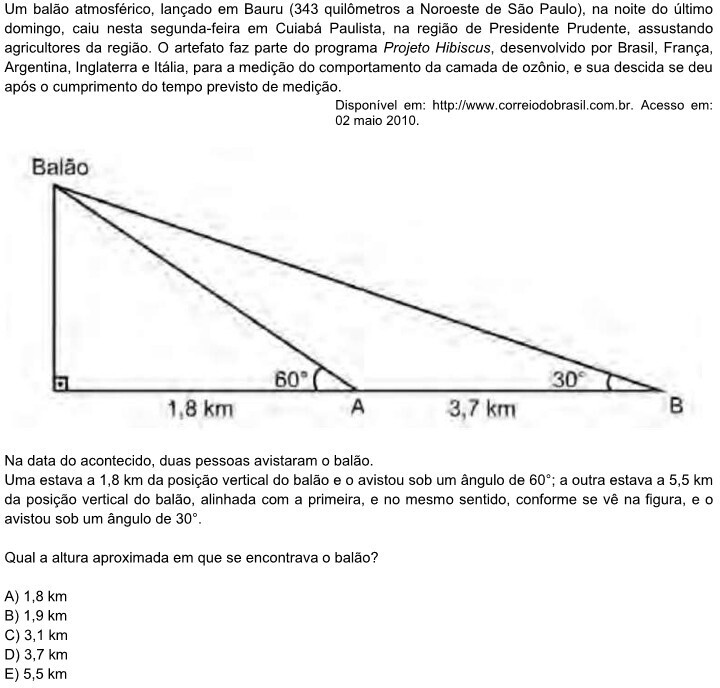 Um balão atmosférico, lançado em Bauru (343 quilômetros a Noroeste de São Paulo), na noite do último
domingo, caiu nesta segunda-feira em Cuiabá Paulista, na região de Presidente Prudente, assustando
agricultores da região. O artefato faz parte do programa Projeto Hibiscus, desenvolvido por Brasil, França,
Argentina, Inglaterra e Itália, para a medição do comportamento da camada de ozônio, e sua descida se deu
após o cumprimento do tempo previsto de medição.
Disponível em: http://www.correiodobrasil.com.br. Acesso em:
02 maio 2010.
Balão
60° 30°
1,8 km A 3,7 km B
Na data do acontecido, duas pessoas avistaram o balão.
Uma estava a 1,8 km da posição vertical do balão e o avistou sob um ângulo de 60°; a outra estava a 5,5 km
da posição vertical do balão, alinhada com a primeira, e no mesmo sentido, conforme se vê na figura, e o
avistou sob um ângulo de 30°.
Qual a altura aproximada em que se encontrava o balão?
A) 1,8 km
B) 1,9 km
C) 3,1 km
D) 3,7 km
E) 5,5 km